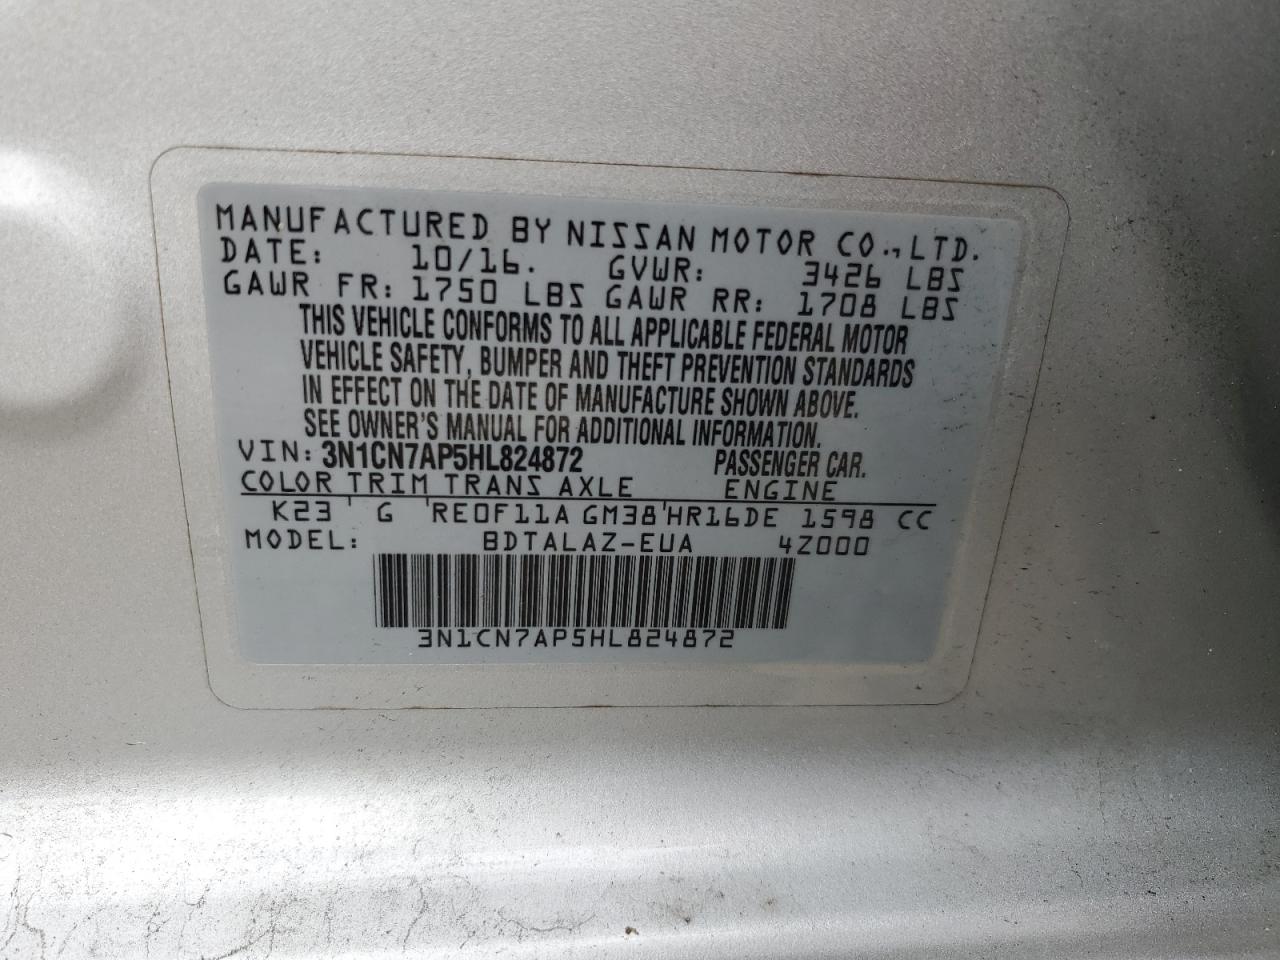 MANUFACTURED BY NISSAN MOTOR CO., LTD.
DATE: 10/16. GVWR: 3426 LBS
GAWR FR: 1750 LBS GAWR RR: 1708 LBS
THIS VEHICLE CONFORMS TO ALL APPLICABLE FEDERAL MOTOR
VEHICLE SAFETY, BUMPER AND THEFT PREVENTION STANDARDS
IN EFFECT ON THE DATE OF MANUFACTURE SHOWN ABOVE.
SEE OWNER'S MANUAL FOR ADDITIONAL INFORMATION.
VIN: 3N1CN7AP5HL824872 PASSENGER CAR.
COLOR TRIM TRANS AXLE ENGINE
K23 G RE0F11A GM38 HR16DE 1598 CC
MODEL: BDTALAZ-EUA 4Z000
3N1CN7AP5HL824872